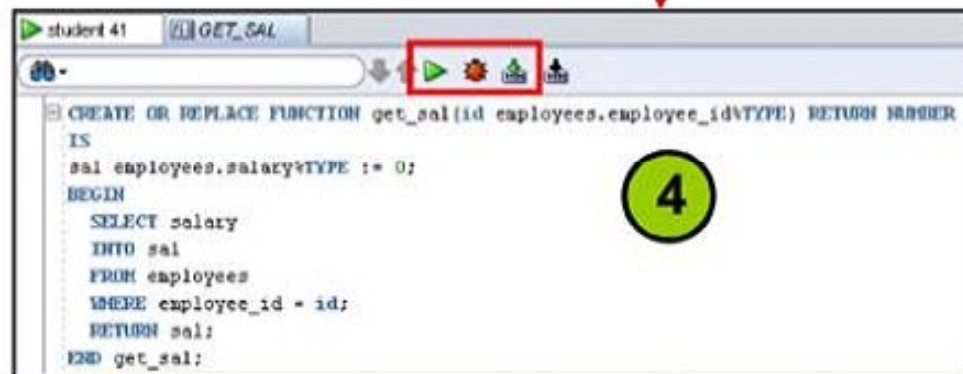 student 41 GET_SAL
CREATE OR REPLACE FUNCTION get_sal(id employees.employee_id%TYPE) RETURN NUMBER
IS
sal employees.salary%TYPE := 0;
BEGIN
SELECT salary
INTO sal
FROM employees
WHERE employee_id = id;
RETURN sal;
END get_sal;
4